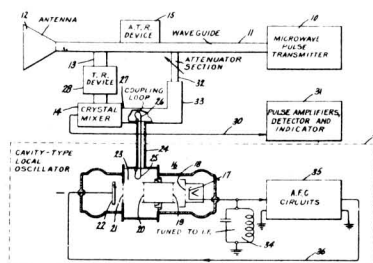 12
ANTENNA
A.T.R. DEVICE
15
WAVEGUIDE
11
10
MICROWAVE PULSE TRANSMITTER
ATTENUATOR SECTION
13
T.R. DEVICE
28
27
COUPLING LOOP
26
32
33
14
CRYSTAL MIXER
30
31
PULSE AMPLIFIERS, DETECTOR AND INDICATOR
CAVITY-TYPE LOCAL OSCILLATOR
24
23
25
16
18
17
35
A.F.C. CIRCUITS
22
21
20
19
TUNED TO I.F.
34
36